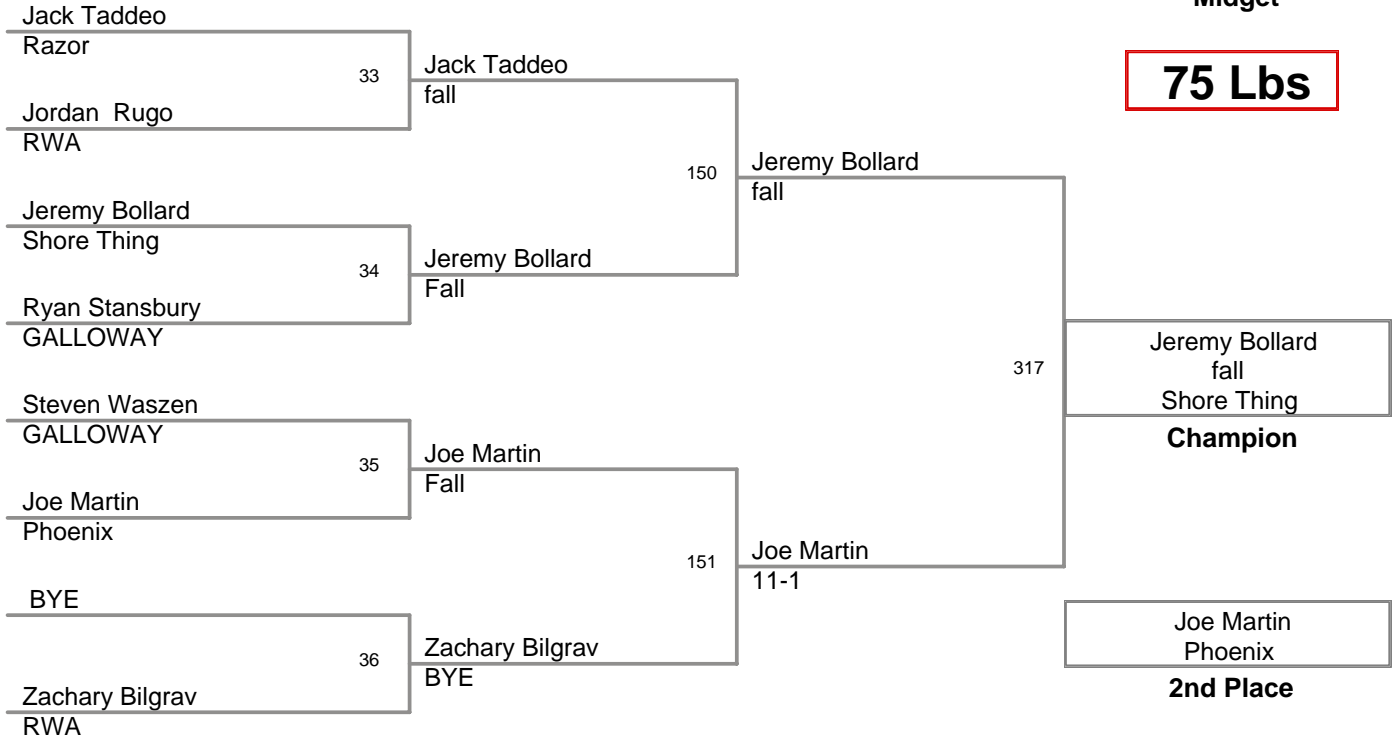 Midget
75 Lbs
Jack Taddeo
Razor
33
Jordan  Rugo
RWA
Jack Taddeo
fall
Jeremy Bollard
Shore Thing
34
Ryan Stansbury
GALLOWAY
Jeremy Bollard
Fall
150
Jeremy Bollard
fall
Steven Waszen
GALLOWAY
35
Joe Martin
Phoenix
Joe Martin
Fall
BYE
36
Zachary Bilgrav
RWA
Zachary Bilgrav
BYE
151
Joe Martin
11-1
317
Jeremy Bollard
fall
Shore Thing
Champion
Joe Martin
Phoenix
2nd Place